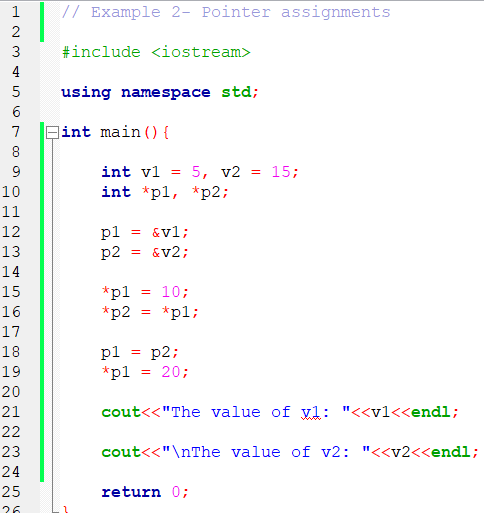 1 // Example 2- Pointer assignments
2
3 #include <iostream>
4
5 using namespace std;
6
7 int main(){
8
9 int v1 = 5, v2 = 15;
10 int *p1, *p2;
11
12 p1 = &v1;
13 p2 = &v2;
14
15 *p1 = 10;
16 *p2 = *p1;
17
18 p1 = p2;
19 *p1 = 20;
20
21 cout<<"The value of v1: "<<v1<<endl;
22
23 cout<<"\nThe value of v2: "<<v2<<endl;
24
25 return 0;
26 }